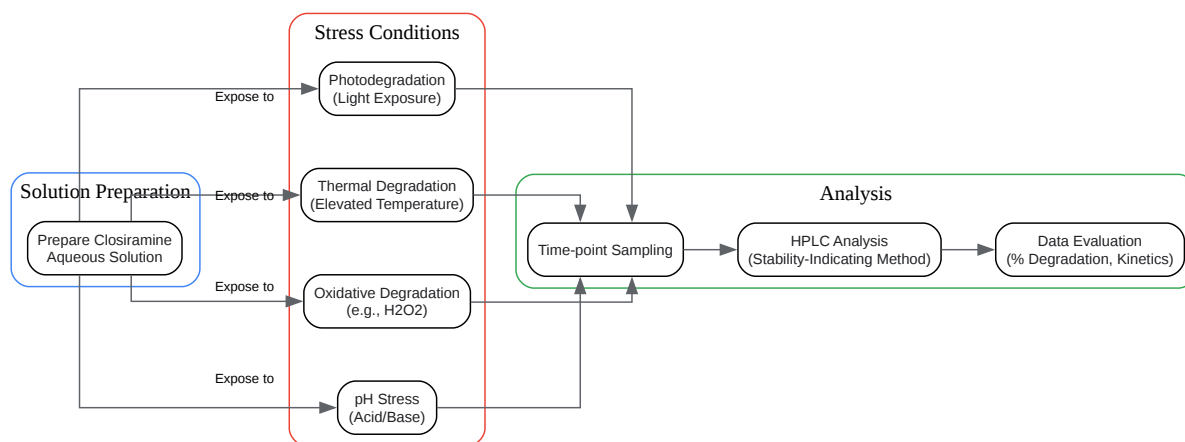 Stress Conditions
Photodegradation
(Light Exposure)
Expose to
Solution Preparation
Expose to
Thermal Degradation
(Elevated Temperature)
Analysis
Prepare Closiramine
Aqueous Solution
Time-point Sampling
HPLC Analysis
(Stability-Indicating Method)
Data Evaluation
(% Degradation, Kinetics)
Expose to
Oxidative Degradation
(e.g., H2O2)
Expose to
pH Stress
(Acid/Base)